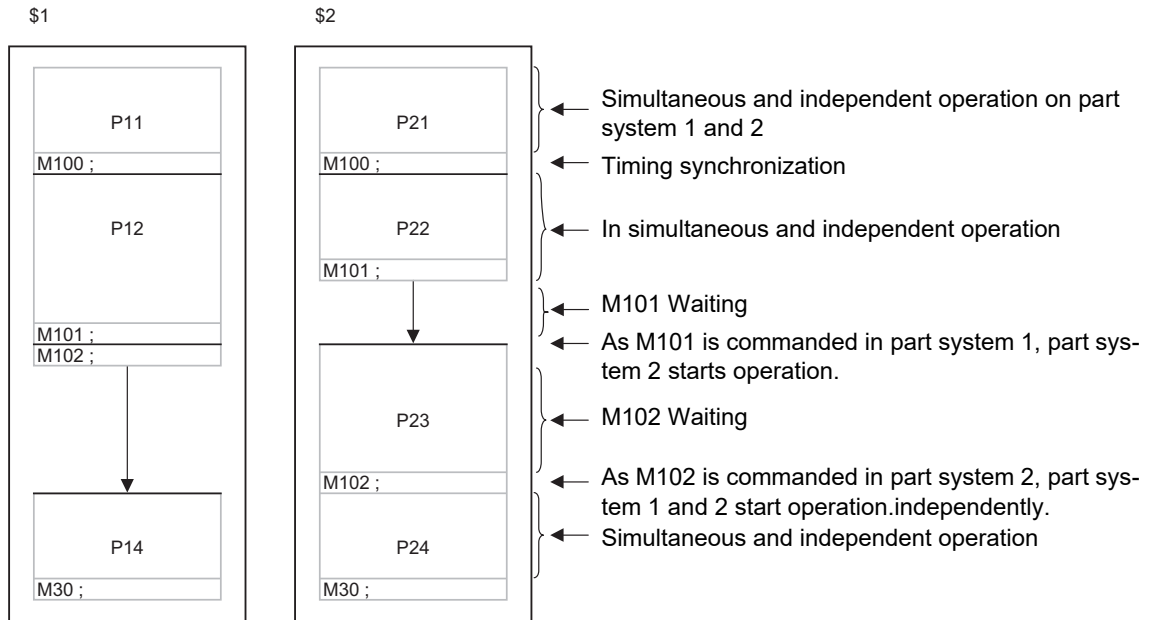 $1
$2
P11
M100 ;
P12
M101 ;
M102 ;
P14
M30 ;
P21
M100 ;
P22
M101 ;
P23
M102 ;
P24
M30 ;
Simultaneous and independent operation on part
system 1 and 2
Timing synchronization
In simultaneous and independent operation
M101 Waiting
As M101 is commanded in part system 1, part sys-
tem 2 starts operation.
M102 Waiting
As M102 is commanded in part system 2, part sys-
tem 1 and 2 start operation.independently.
Simultaneous and independent operation